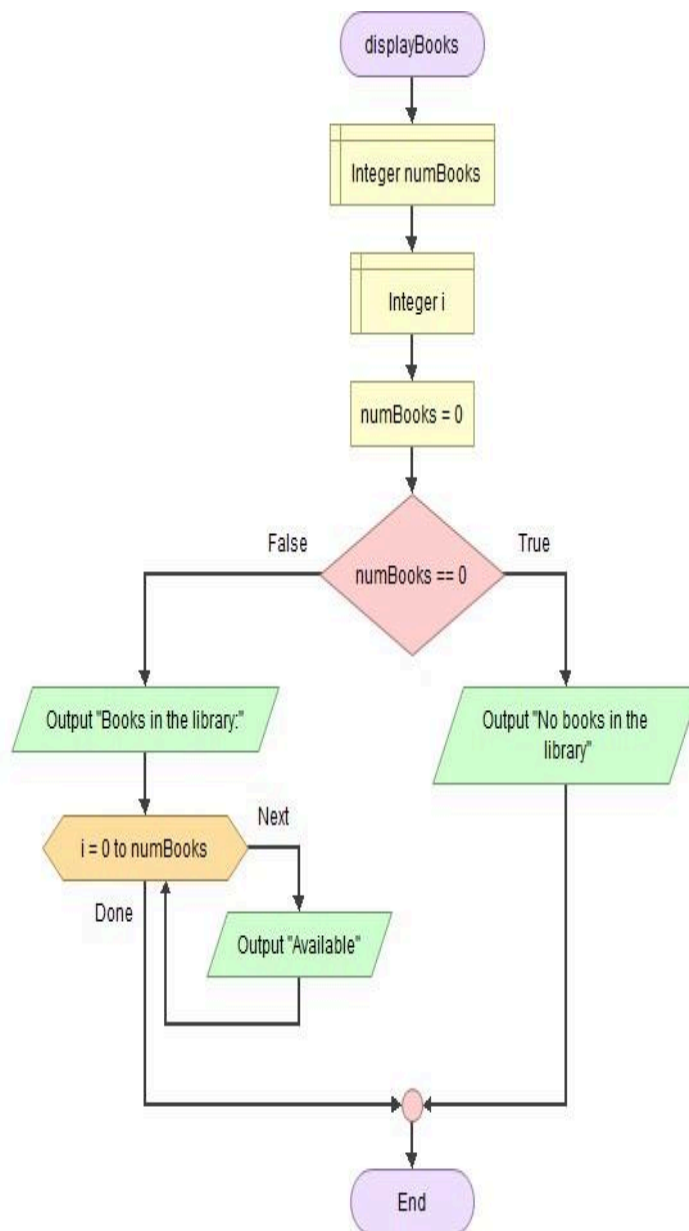 displayBooks
Integer numBooks
Integer i
numBooks = 0
False
True
numBooks == 0
Output "Books in the library:"
Output "No books in the
library"
i = 0 to numBooks
Next
Done
Output "Available"
End